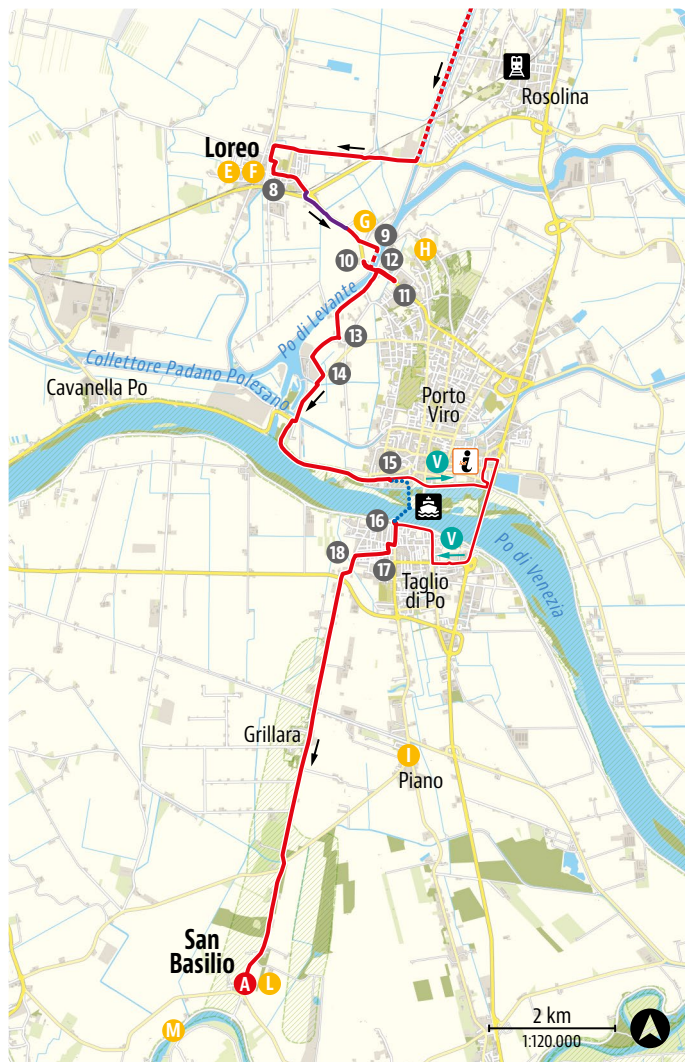 Rosolina
Loreo
E F
8
G
9
10
12
H
11
Po di Levante
13
Collettore Padano Polesano
14
Cavanella Po
Porto
Viro
15
V
i
16
V
18
17
Taglio
di Po
Po di Venezia
Grillara
I
Piano
San
Basilio
A L
M
2 km
1:120.000